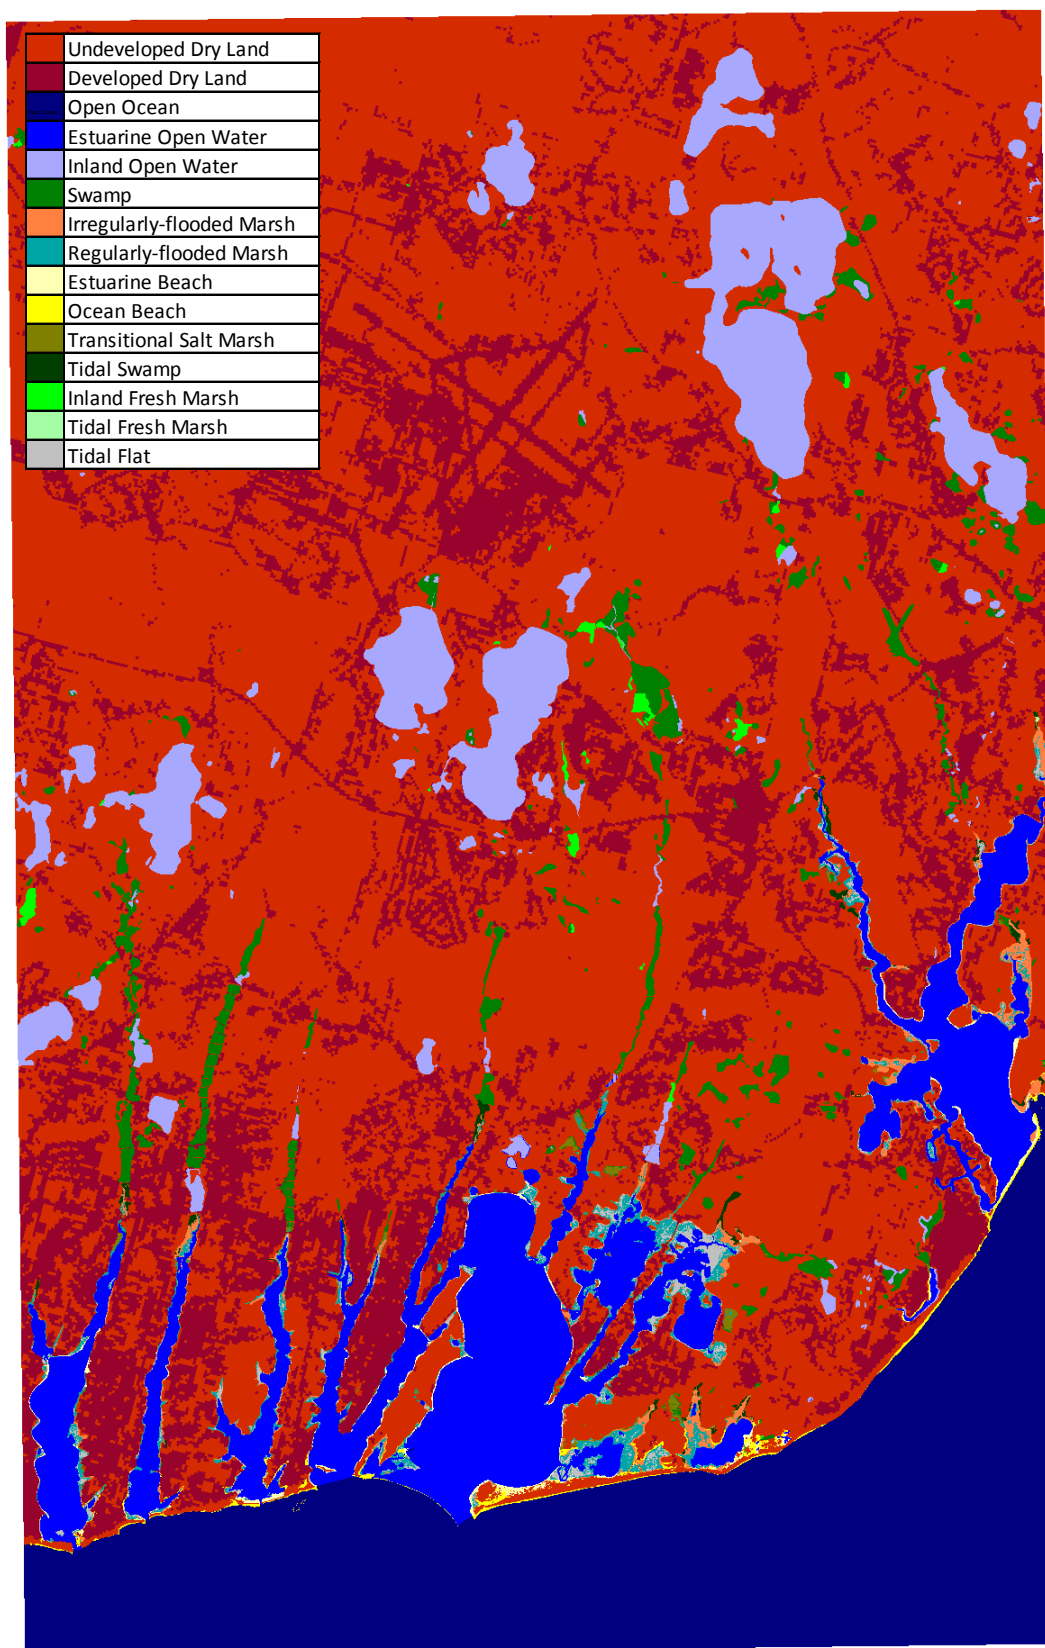 Undeveloped Dry Land
Developed Dry Land
Open Ocean
Estuarine Open Water
Inland Open Water
Swamp
Irregularly-flooded Marsh
Regularly-flooded Marsh
Estuarine Beach
Ocean Beach
Transitional Salt Marsh
Tidal Swamp
Inland Fresh Marsh
Tidal Fresh Marsh
Tidal Flat